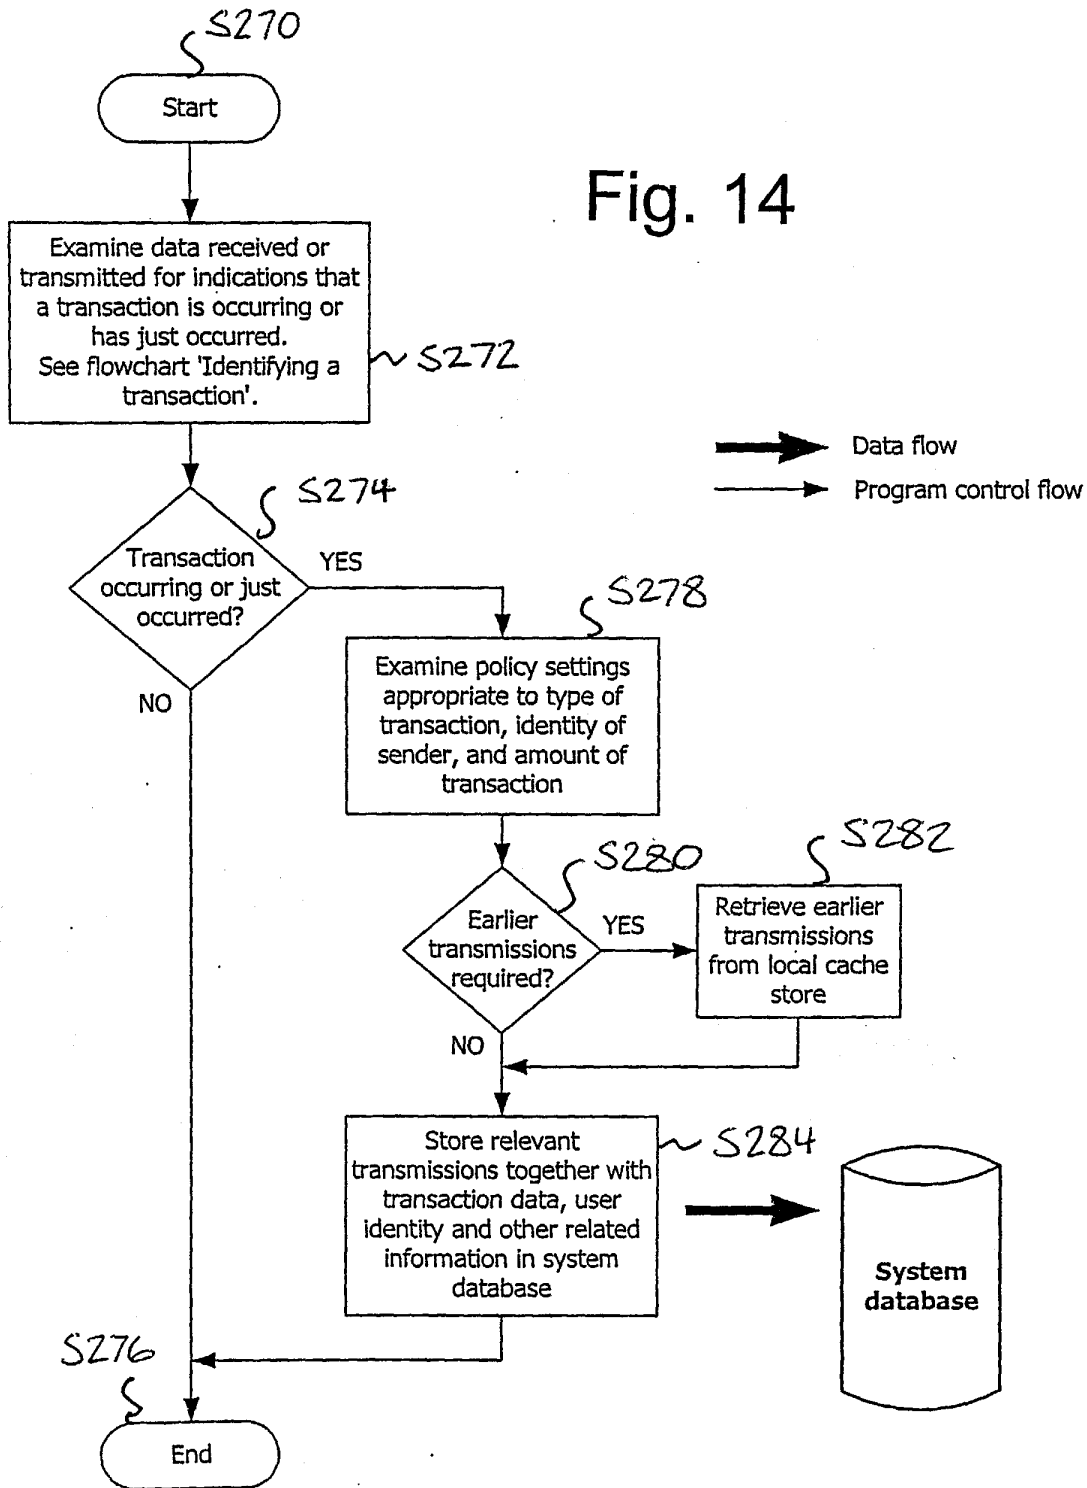 S270
Start
Fig. 14
Examine data received or
transmitted for indications that
a transaction is occurring or
has just occurred.
See flowchart 'Identifying a
transaction'.
S272
Data flow
Program control flow
S274
Transaction
occurring or just
occurred?
YES
NO
S278
Examine policy settings
appropriate to type of
transaction, identity of
sender, and amount of
transaction
S280
Earlier
transmissions
required?
YES
NO
S282
Retrieve earlier
transmissions
from local cache
store
S284
Store relevant
transmissions together with
transaction data, user
identity and other related
information in system
database
System
database
S276
End